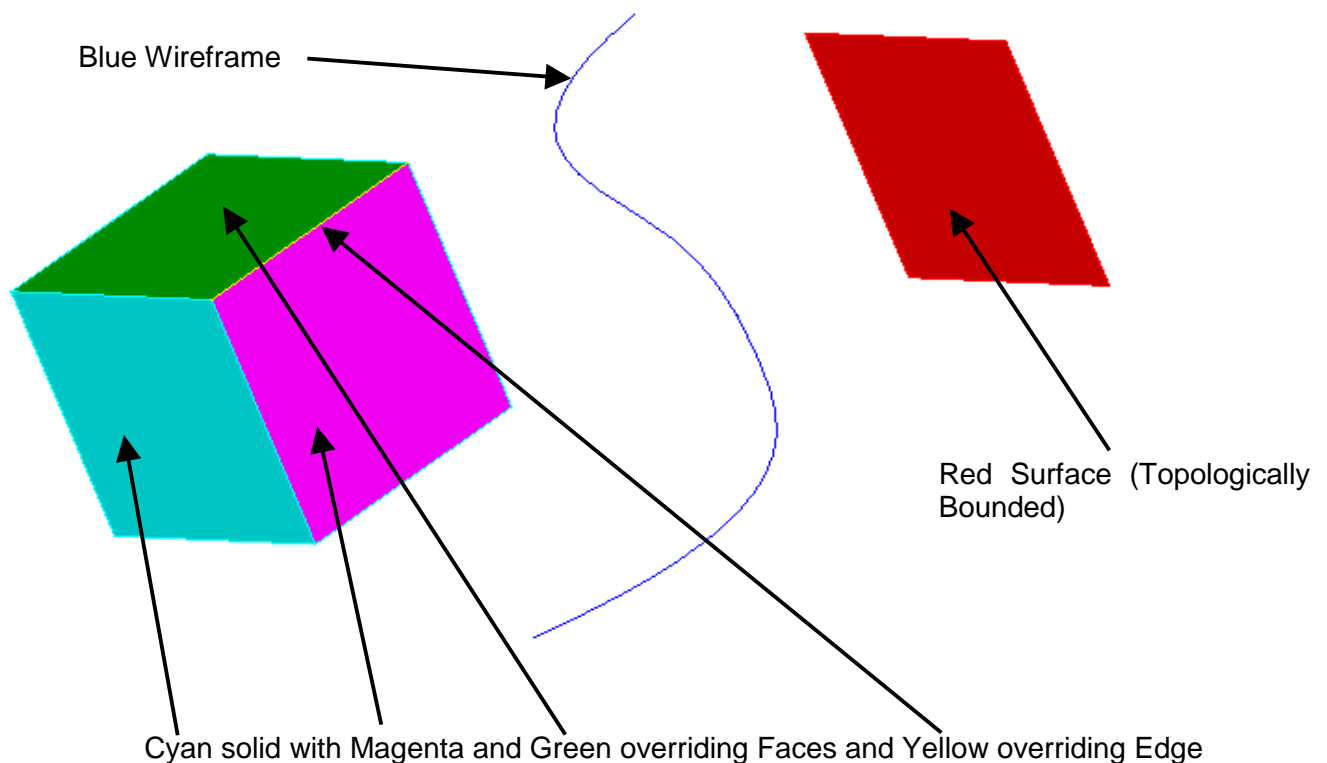 Blue Wireframe
Red Surface (Topologically
Bounded)
Cyan solid with Magenta and Green overriding Faces and Yellow overriding Edge